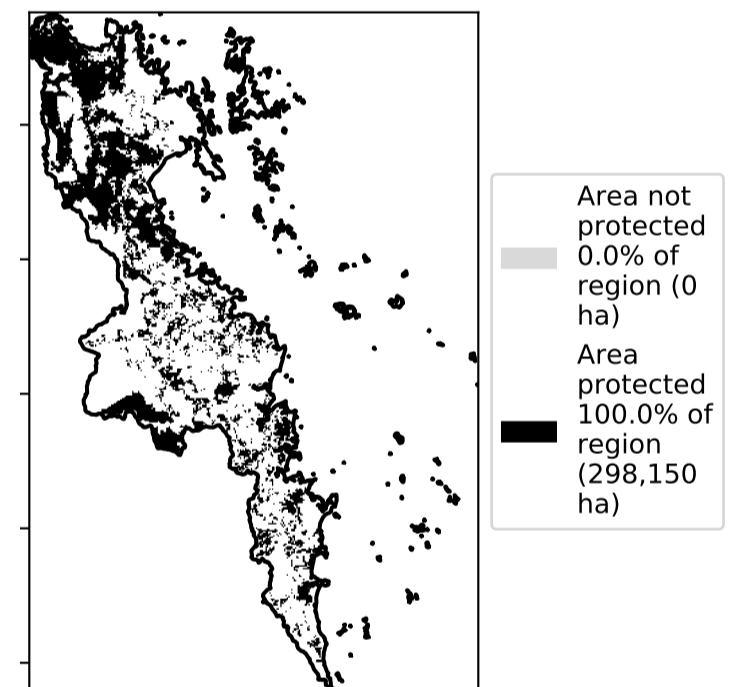 Area not
protected
0.0% of
region (0
ha)
Area
protected
100.0% of
region
(298,150
ha)